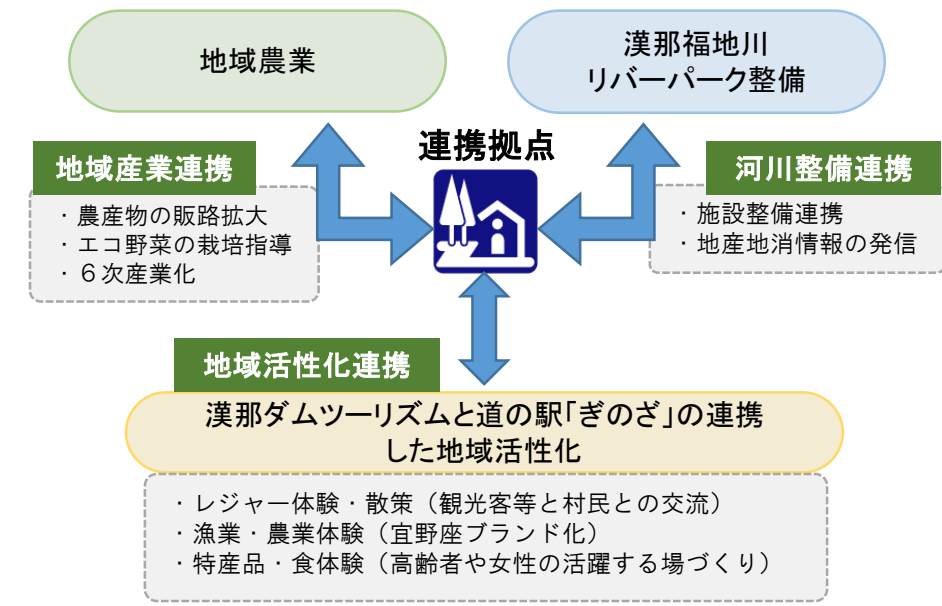 地域農業
漢那福地川
リバーパーク整備
連携拠点
地域産業連携
・農産物の販路拡大
・エコ野菜の栽培指導
・６次産業化
河川整備連携
・施設整備連携
・地産地消情報の発信
地域活性化連携
漢那ダムツーリズムと道の駅「ぎのざ」の連携
した地域活性化
・レジャー体験・散策（観光客等と村民との交流）
・漁業・農業体験（宜野座ブランド化）
・特産品・食体験（高齢者や女性の活躍する場づくり）